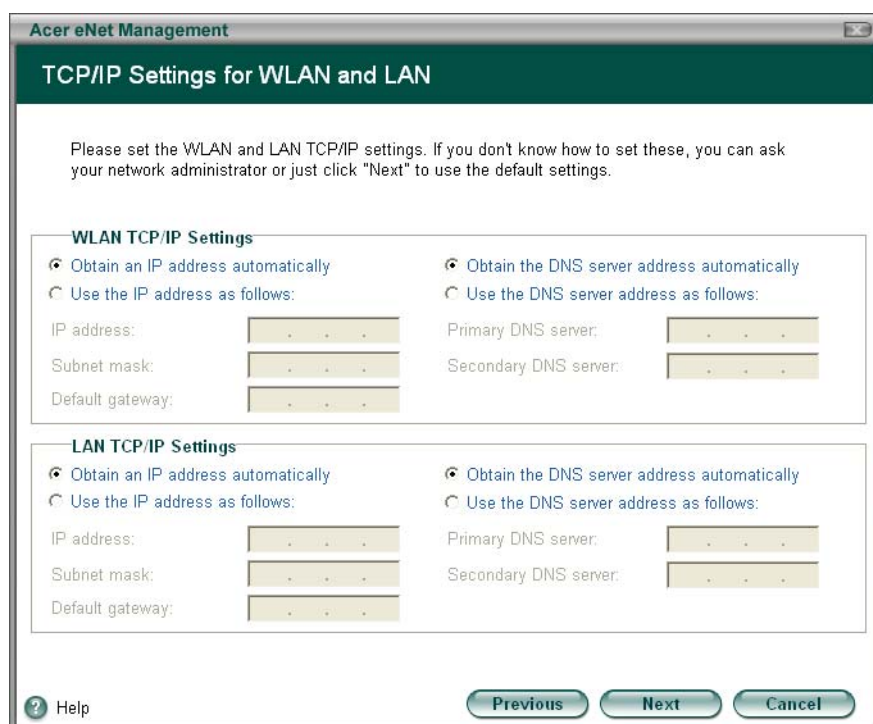 Acer eNet Management
TCP/IP Settings for WLAN and LAN
Please set the WLAN and LAN TCP/IP settings. If you don't know how to set these, you can ask
your network administrator or just click "Next" to use the default settings.
WLAN TCP/IP Settings
Obtain an IP address automatically
Use the IP address as follows:
IP address:
Subnet mask:
Default gateway:
Obtain the DNS server address automatically
Use the DNS server address as follows:
Primary DNS server:
Secondary DNS server:
LAN TCP/IP Settings
Obtain an IP address automatically
Use the IP address as follows:
IP address:
Subnet mask:
Default gateway:
Obtain the DNS server address automatically
Use the DNS server address as follows:
Primary DNS server:
Secondary DNS server:
? Help
Previous
Next
Cancel